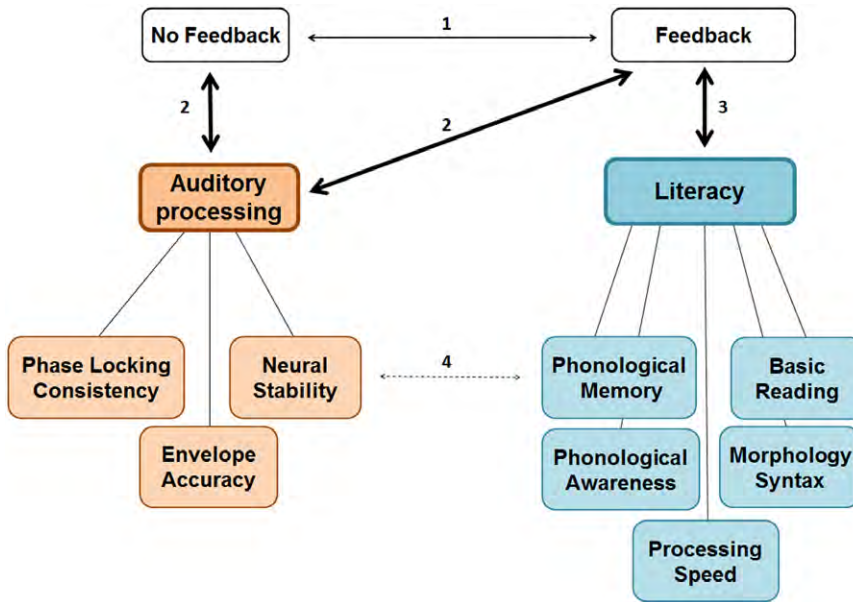 No Feedback
1
Feedback
2
2
3
Auditory
processing
Literacy
Phase Locking
Consistency
Neural
Stability
4
Phonological
Memory
Basic
Reading
Envelope
Accuracy
Phonological
Awareness
Morphology
Syntax
Processing
Speed